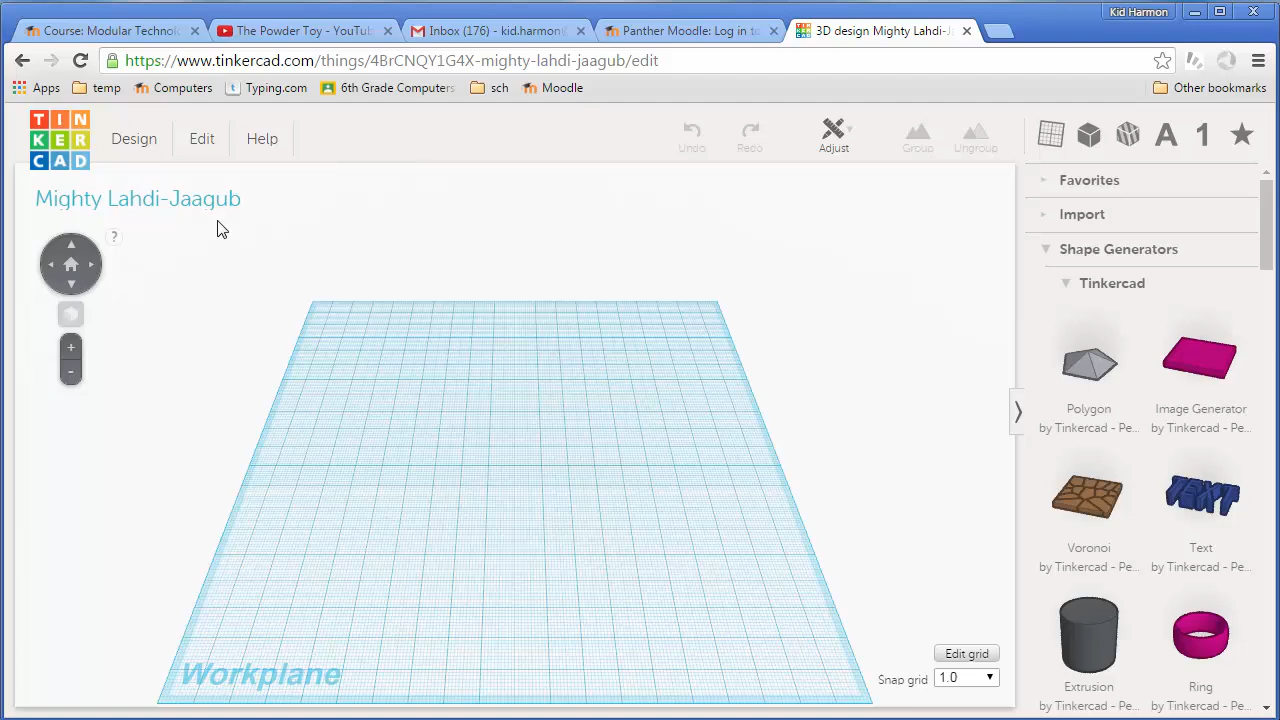 Kid Harmon
Course: Modular Technol
The Powder Toy - YouTub
Inbox (176) - kid.harmon@
Panther Moodle: Log in to
3D design Mighty Lahdi-J
https://www.tinkercad.com/things/4BrCNQY1G4X-mighty-lahdi-jaagub/edit
Apps
temp
Computers
Typing.com
6th Grade Computers
sch
Moodle
Other bookmarks
TIN
KER
CAD
Design
Edit
Help
Undo
Redo
Adjust
Group
Ungroup
A
1
Mighty Lahdi-Jaagub
?
+
-
Favorites
Import
Shape Generators
Tinkercad
Polygon
by Tinkercad - Pe...
Image Generator
by Tinkercad - Pe...
TEXT
Voronoi
by Tinkercad - Pe...
Text
by Tinkercad - Pe...
Extrusion
by Tinkercad - Pe...
Ring
by Tinkercad - Pe...
Workplane
Edit grid
Snap grid
1.0